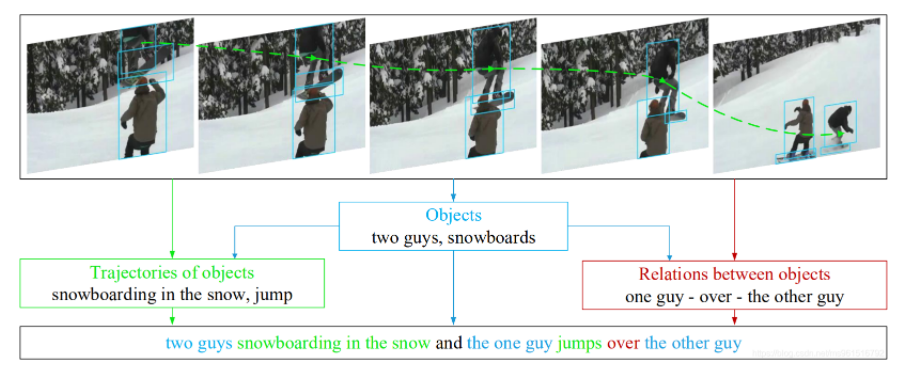 Objects
two guys, snowboards
Trajectories of objects
snowboarding in the snow, jump
Relations between objects
one guy - over - the other guy
two guys snowboarding in the snow and the one guy jumps over the other guy